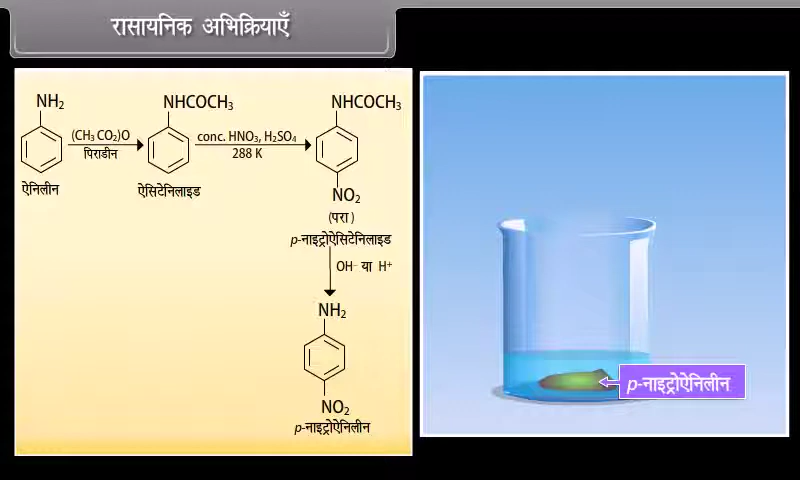 रासायनिक अभिक्रियाएँ
NH2 NHCOCH3 NHCOCH3
(CH3 CO2)O conc. HNO3, H2SO4
पिराडीन 288 K
ऐनिलीन ऐसिटेनिलाइड
NO2
(परा)
p-नाइट्रोऐसिटेनिलाइड
OH– या H+
NH2
NO2
p-नाइट्रोऐनिलीन
p-नाइट्रोऐनिलीन